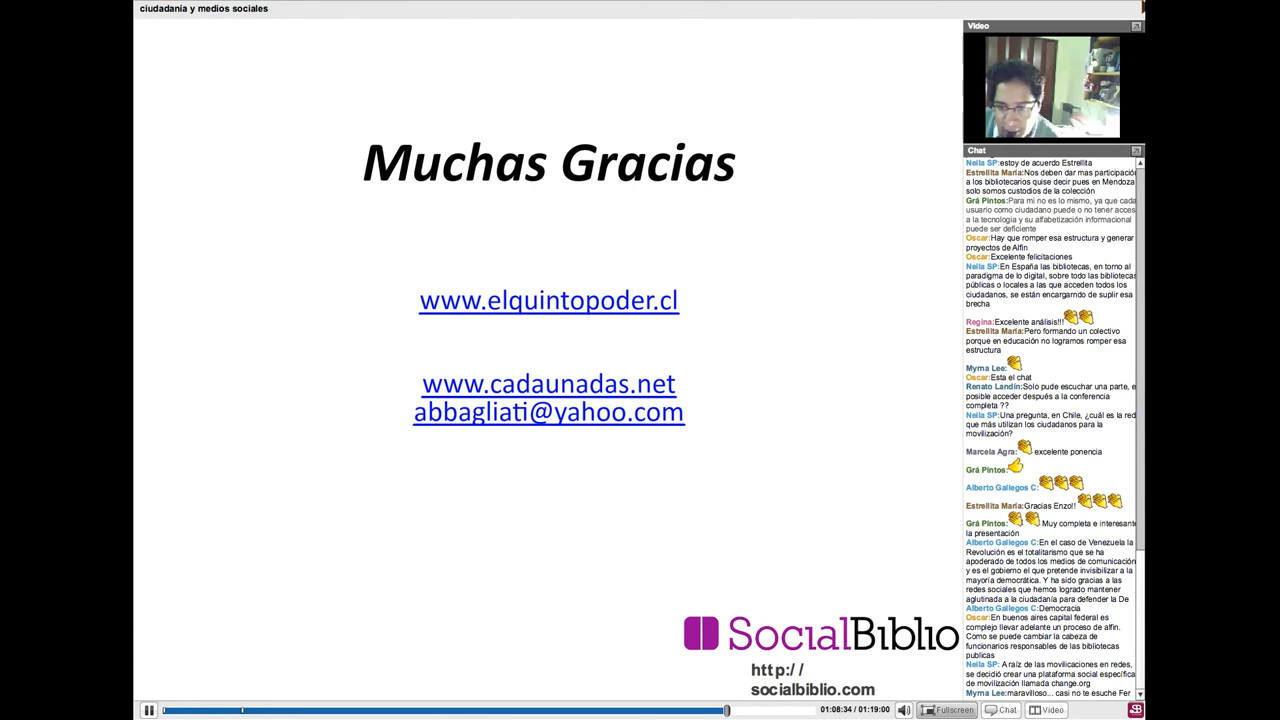 ciudadanía y medios sociales
Muchas Gracias
www.elquintopoder.cl
www.cadaunadas.net
abbagliati@yahoo.com
SocialBiblio
http://
socialbiblio.com
Video
Chat
Neila SP:estoy de acuerdo Estrellita
Estrellita María:Nos deben dar mas participación
a los bibliotecarios quise decir pues en Mendoza
solo somos custodios de la colección
Grá Pintos:Para mi no es lo mismo, ya que cada
usuario como ciudadano puede o no tener acces
a la tecnología y su alfabetización informacional
puede ser deficiente
Oscar:Hay que romper esa estructura y generar
proyectos de Alfin
Oscar:Excelente felicitaciones
Neila SP:En España las bibliotecas, en torno al
paradigma de lo digital, sobre todo las bibliotecas
públicas o locales a las que acceden todos los
ciudadanos, se están encargarndo de suplir esa
brecha
Regina:Excelente análisis!!!
Estrellita María:Pero formando un colectivo
porque en educación no logramos romper esa
estructura
Myrna Lee:
Oscar:Esta el chat
Renato Landin:Solo pude escuchar una parte, e
posible acceder después a la conferencia
completa ??
Neila SP:Una pregunta, en Chile, ¿cuál es la red
que más utilizan los ciudadanos para la
movilización?
Marcela Agra: excelente ponencia
Grá Pintos:
Alberto Gallegos C:
Estrellita María:Gracias Enzo!!
Grá Pintos: Muy completa e interesante
la presentación
Alberto Gallegos C:En el caso de Venezuela la
Revolución es el totalitarismo que se ha
apoderado de todos los medios de comunicación
y es el gobierno el que pretende invisibilizar a la
mayoría democrática. Y ha sido gracias a las
redes sociales que hemos logrado mantener
aglutinada a la ciudadanía para defender la De
Alberto Gallegos C:Democracia
Oscar:En buenos aires capital federal es
complejo llevar adelante un proceso de alfin.
Como se puede cambiar la cabeza de
funcionarios responsables de las bibliotecas
publicas
Neila SP: A raíz de las movilicaciones en redes,
se decidió crear una plataforma social específica
de movilización llamada change.org
Myrna Lee:maravilloso... casi no te esuche Fer
01:08:34 / 01:19:00
Fullscreen
Chat
Video
SB